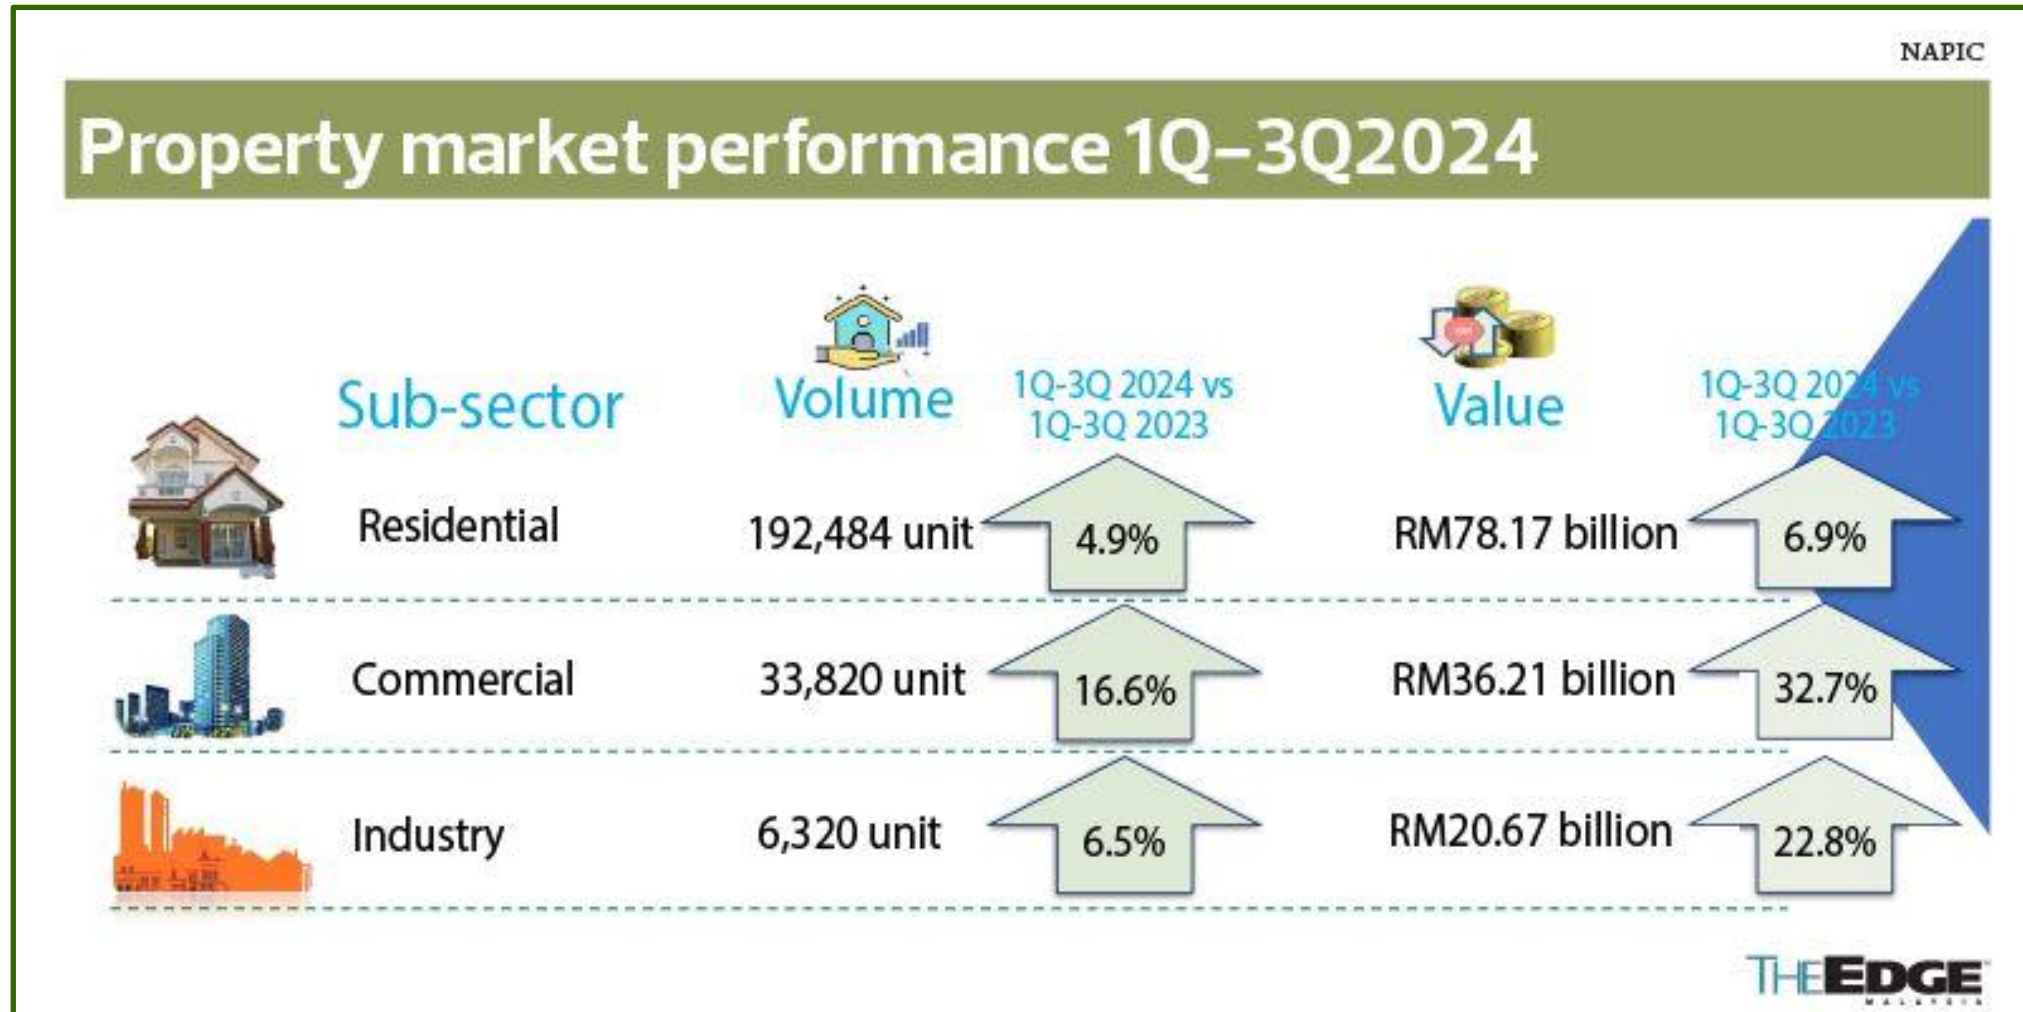 NAPIC
Property market performance 1Q–3Q2024
Sub-sector
Volume
1Q-3Q 2024 vs
1Q-3Q 2023
Value
1Q-3Q 2024 vs
1Q-3Q 2023
Residential
192,484 unit
4.9%
RM78.17 billion
6.9%
Commercial
33,820 unit
16.6%
RM36.21 billion
32.7%
Industry
6,320 unit
6.5%
RM20.67 billion
22.8%
THEEDGE
MALAYSIA